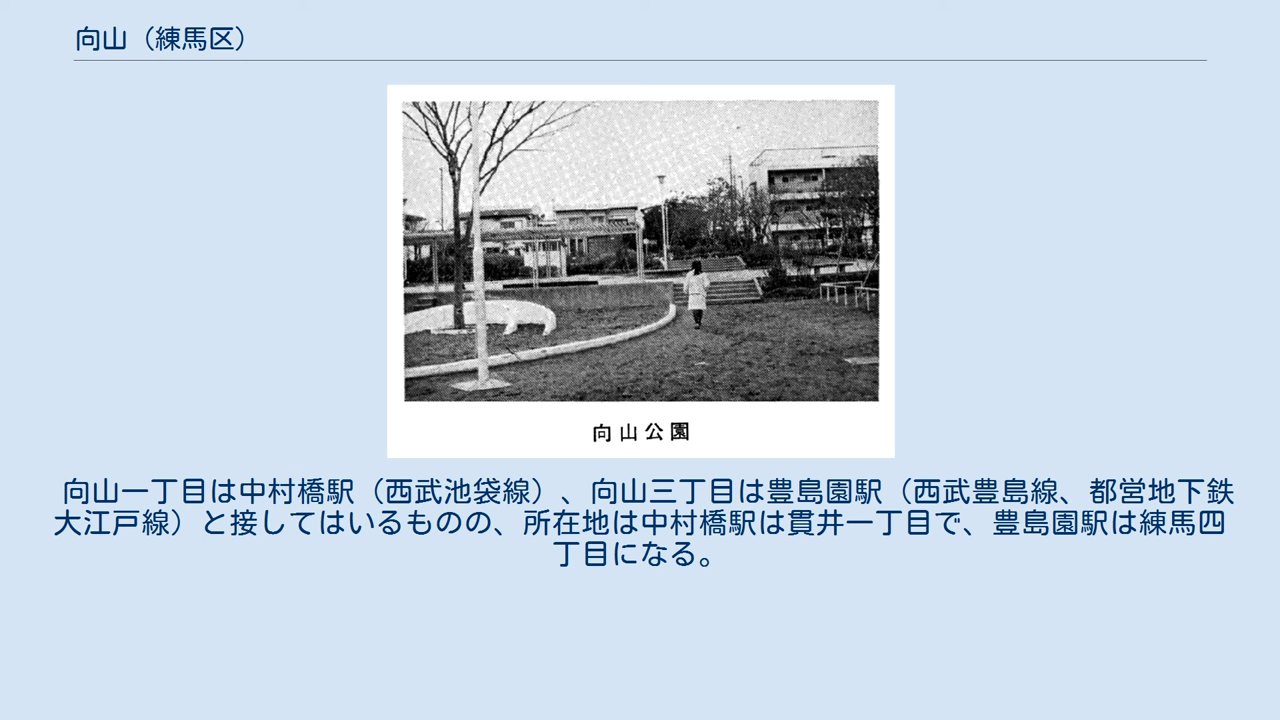 向山（練馬区）
向山公園
向山一丁目は中村橋駅（西武池袋線）、向山三丁目は豊島園駅（西武豊島線、都営地下鉄
大江戸線）と接してはいるものの、所在地は中村橋駅は貫井一丁目で、豊島園駅は練馬四
丁目になる。